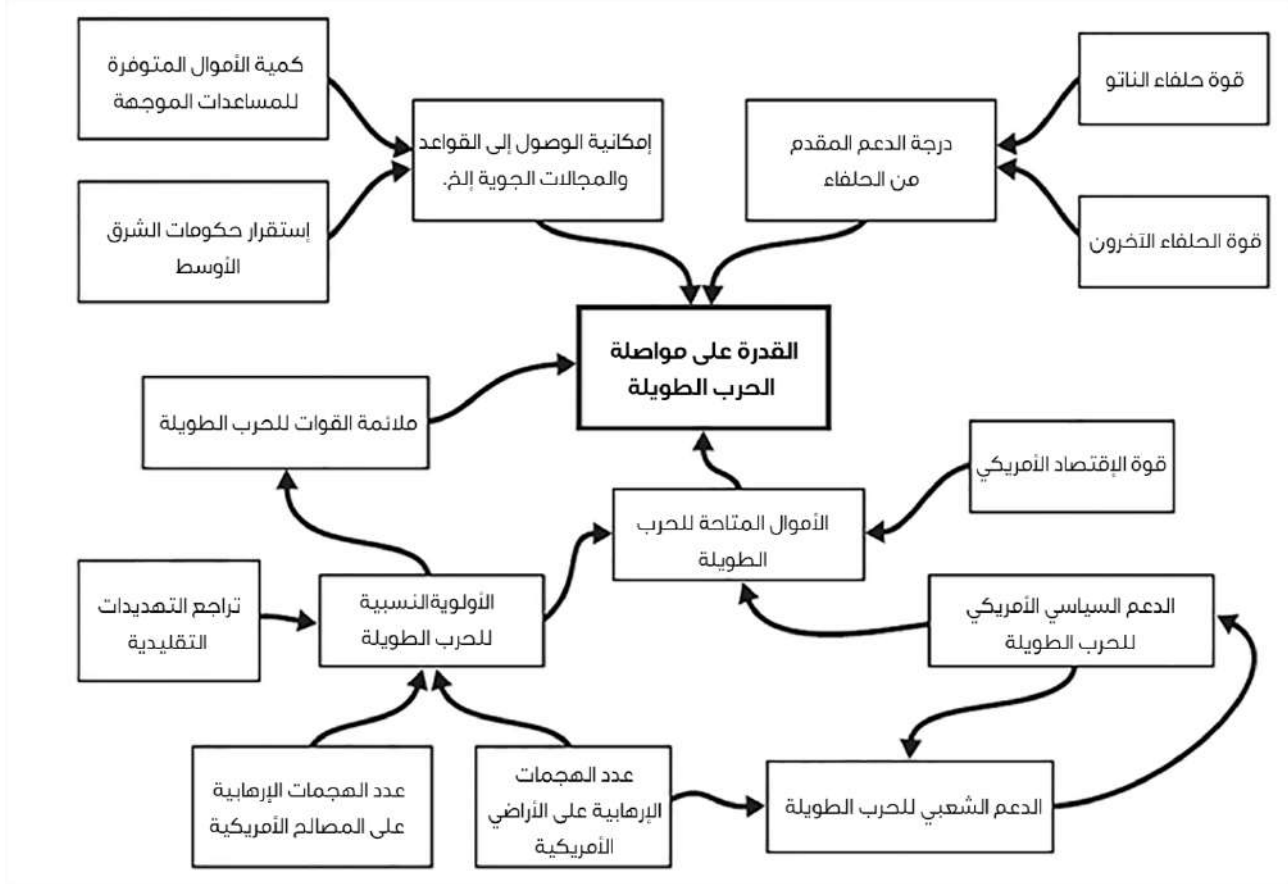 كمية الأموال المتوفرة
للمساعدات الموجهة
قوة حلفاء الناتو
إمكانية الوصول إلى القواعد
والمجالات الجوية إلخ.
درجة الدعم المقدم
من الحلفاء
إستقرار حكومات الشرق
الأوسط
قوة الحلفاء الآخرون
القدرة على مواصلة
الحرب الطويلة
ملائمة القوات للحرب الطويلة
قوة الإقتصاد الأمريكي
الأموال المتاحة للحرب
الطويلة
تراجع التهديدات
التقليدية
الأولوية النسبية
للحرب الطويلة
الدعم السياسي الأمريكي
للحرب الطويلة
عدد الهجمات الإرهابية
على المصالح الأمريكية
عدد الهجمات
الإرهابية على الأراضي
الأمريكية
الدعم الشعبي للحرب الطويلة